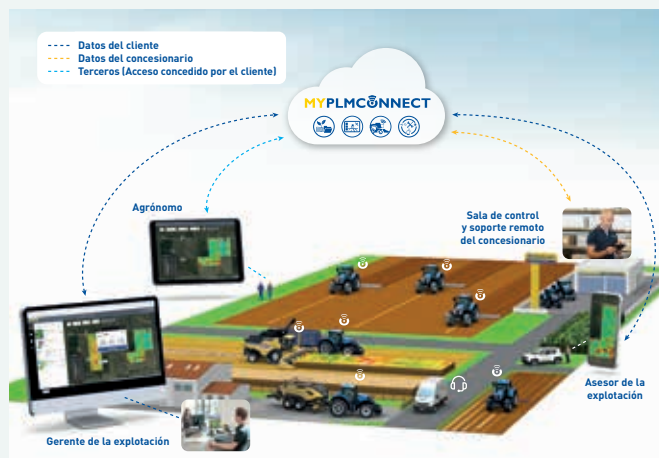 Datos del cliente
Datos del concesionario
Terceros (Acceso concedido por el cliente)
MYPLMCONNECT
Agrónomo
Sala de control
y soporte remoto
del concesionario
Asesor de la
explotación
Gerente de la explotación